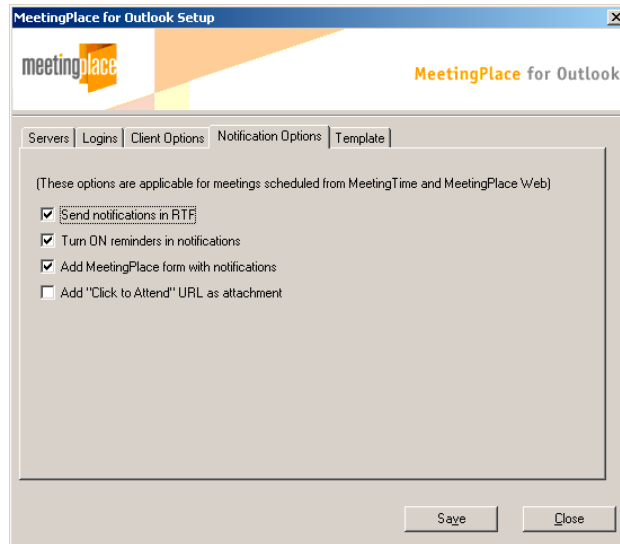 MeetingPlace for Outlook Setup
meetingplace
MeetingPlace for Outlook
Servers Logins Client Options Notification Options Template
(These options are applicable for meetings scheduled from MeetingTime and MeetingPlace Web)
Send notifications in RTF
Turn ON reminders in notifications
Add MeetingPlace form with notifications
Add "Click to Attend" URL as attachment
Save Close